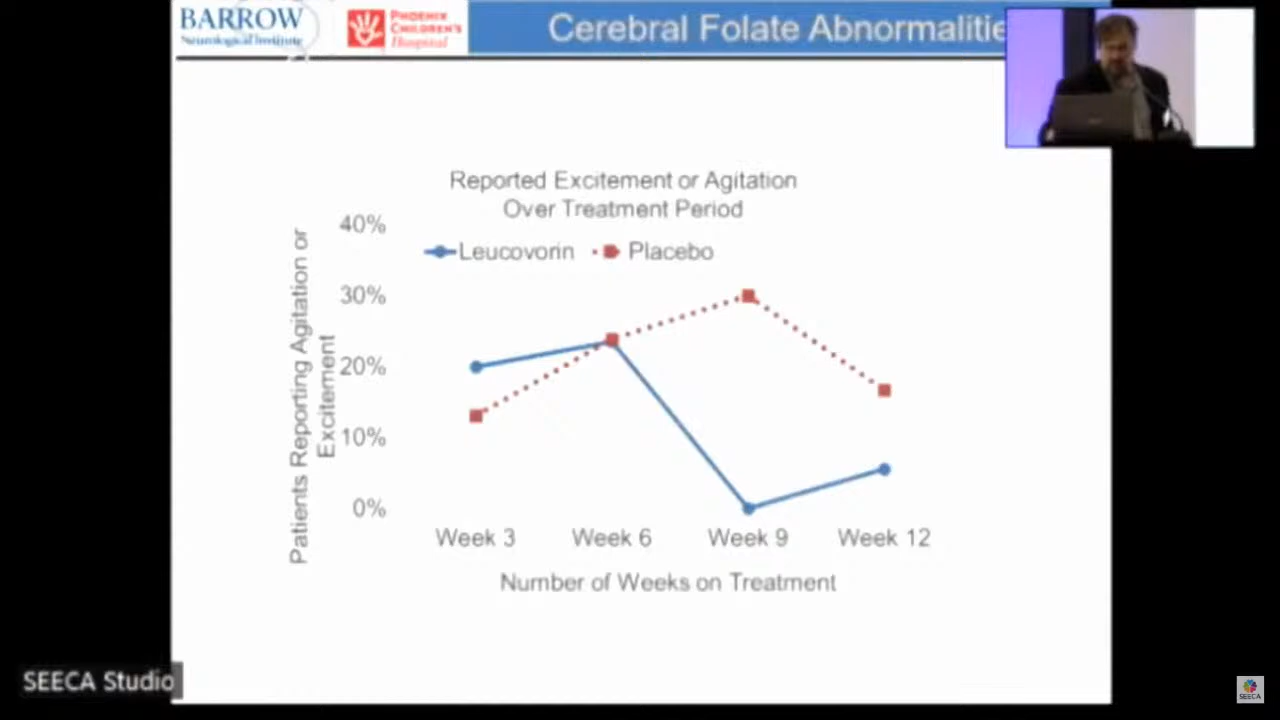 BARROW
Neurological Institute
PHOENIX
CHILDREN'S
Hospital
Cerebral Folate Abnormalitie
Reported Excitement or Agitation
Over Treatment Period
Leucovorin
Placebo
Patients Reporting Agitation or
Excitement
40%
30%
20%
10%
0%
Week 3
Week 6
Week 9
Week 12
Number of Weeks on Treatment
SEECA Studio
SEECA